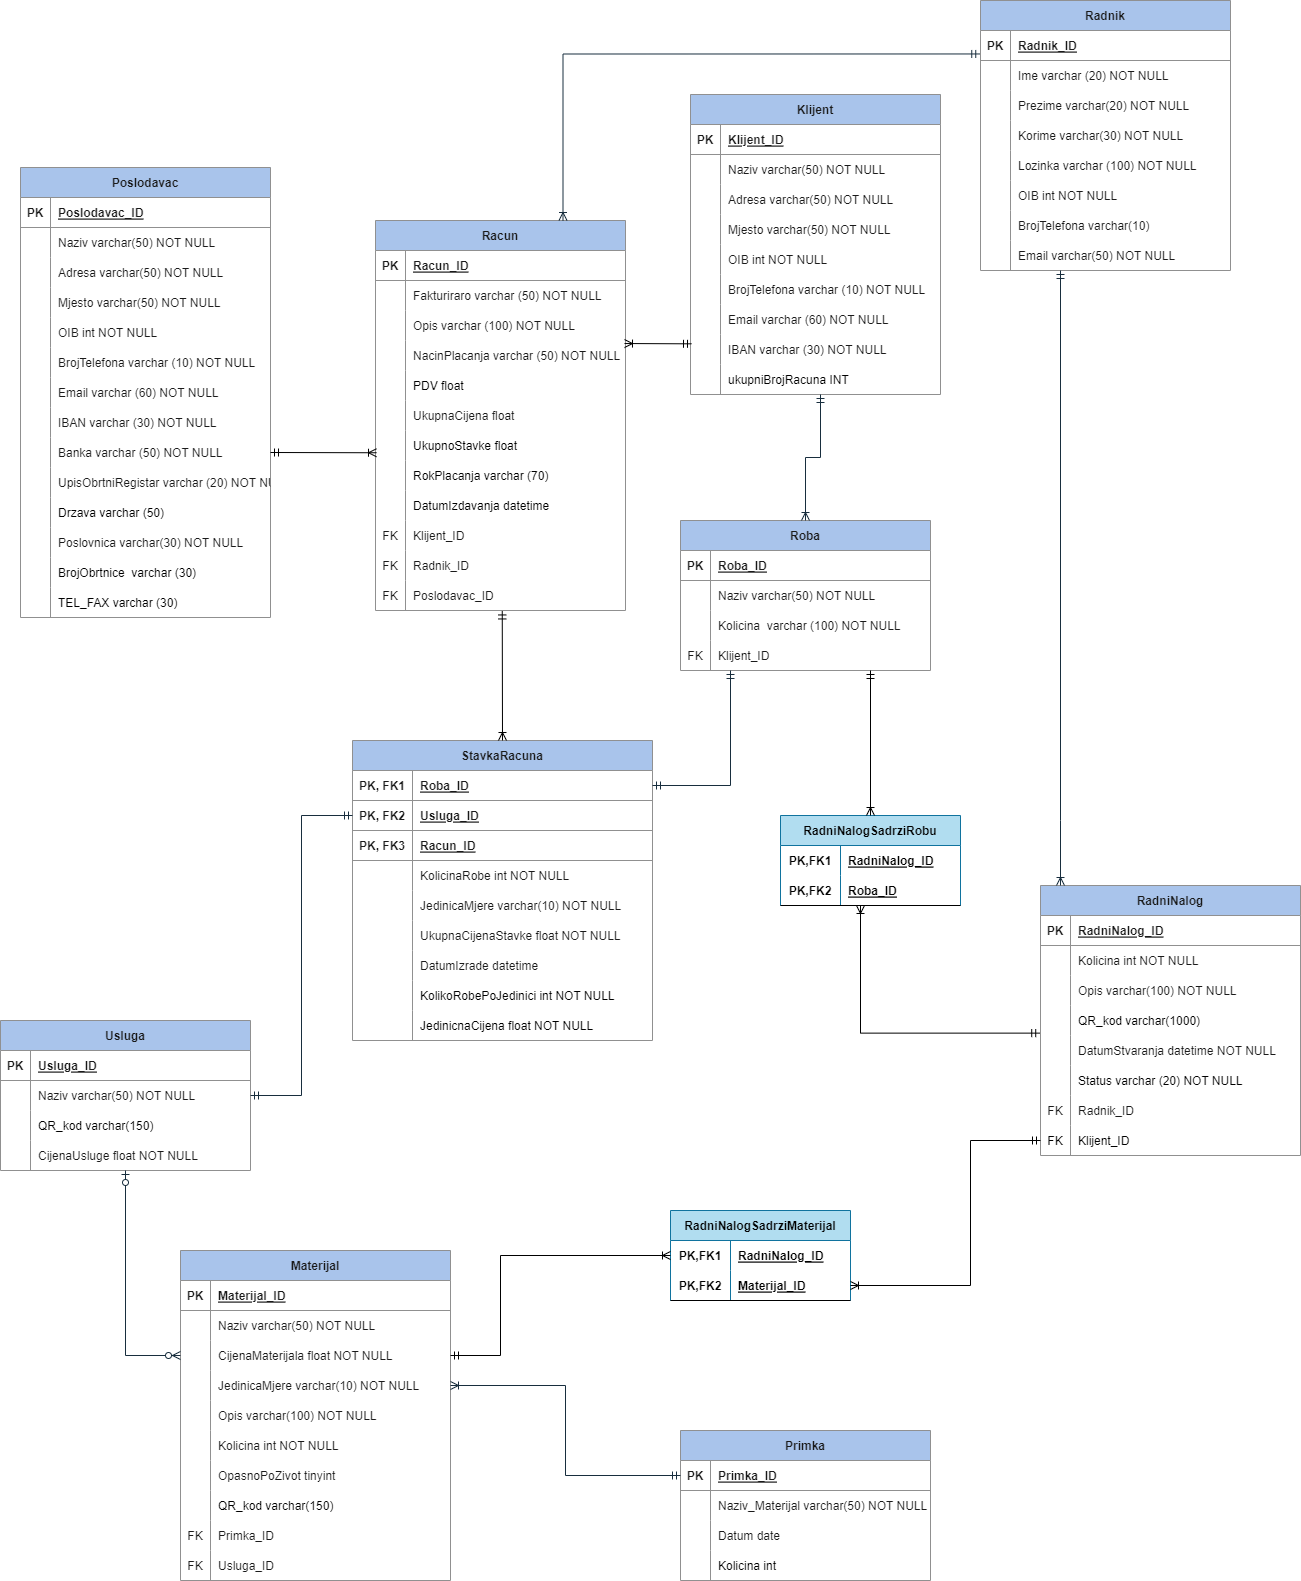 Radnik
PK Radnik_ID
Ime varchar (20) NOT NULL
Prezime varchar(20) NOT NULL
Korime varchar(30) NOT NULL
Lozinka varchar (100) NOT NULL
OIB int NOT NULL
BrojTelefona varchar(10)
Email varchar(50) NOT NULL
Klijent
PK Klijent_ID
Naziv varchar(50) NOT NULL
Adresa varchar(50) NOT NULL
Mjesto varchar(50) NOT NULL
OIB int NOT NULL
BrojTelefona varchar (10) NOT NULL
Email varchar (60) NOT NULL
IBAN varchar (30) NOT NULL
ukupniBrojRacuna INT
Poslodavac
PK Poslodavac_ID
Naziv varchar(50) NOT NULL
Adresa varchar(50) NOT NULL
Mjesto varchar(50) NOT NULL
OIB int NOT NULL
BrojTelefona varchar (10) NOT NULL
Email varchar (60) NOT NULL
IBAN varchar (30) NOT NULL
Banka varchar (50) NOT NULL
UpisObrtniRegistar varchar (20) NOT
Drzava varchar (50)
Poslovnica varchar(30) NOT NULL
BrojObrtnice varchar (30)
TEL_FAX varchar (30)
Racun
PK Racun_ID
Fakturiraro varchar (50) NOT NULL
Opis varchar (100) NOT NULL
NacinPlacanja varchar (50) NOT NULL
PDV float
UkupnaCijena float
UkupnoStavke float
RokPlacanja varchar (70)
DatumIzdavanja datetime
FK Klijent_ID
FK Radnik_ID
FK Poslodavac_ID
Roba
PK Roba_ID
Naziv varchar(50) NOT NULL
Kolicina varchar (100) NOT NULL
FK Klijent_ID
StavkaRacuna
PK, FK1 Roba_ID
PK, FK2 Usluga_ID
PK, FK3 Racun_ID
KolicinaRobe int NOT NULL
JedinicaMjere varchar(10) NOT NULL
UkupnaCijenaStavke float NOT NULL
DatumIzrade datetime
KolikoRobePoJedinici int NOT NULL
JedinicnaCijena float NOT NULL
RadniNalogSadrziRobu
PK,FK1 RadniNalog_ID
PK,FK2 Roba_ID
RadniNalog
PK RadniNalog_ID
Kolicina int NOT NULL
Opis varchar(100) NOT NULL
QR_kod varchar(1000)
DatumStvaranja datetime NOT NULL
Status varchar (20) NOT NULL
FK Radnik_ID
FK Klijent_ID
Usluga
PK Usluga_ID
Naziv varchar(50) NOT NULL
QR_kod varchar(150)
CijenaUsluge float NOT NULL
RadniNalogSadrziMaterijal
PK,FK1 RadniNalog_ID
PK,FK2 Materijal_ID
Materijal
PK Materijal_ID
Naziv varchar(50) NOT NULL
CijenaMaterijala float NOT NULL
JedinicaMjere varchar(10) NOT NULL
Opis varchar(100) NOT NULL
Kolicina int NOT NULL
OpasnoPoZivot tinyint
QR_kod varchar(150)
FK Primka_ID
FK Usluga_ID
Primka
PK Primka_ID
Naziv_Materijal varchar(50) NOT NULL
Datum date
Kolicina int